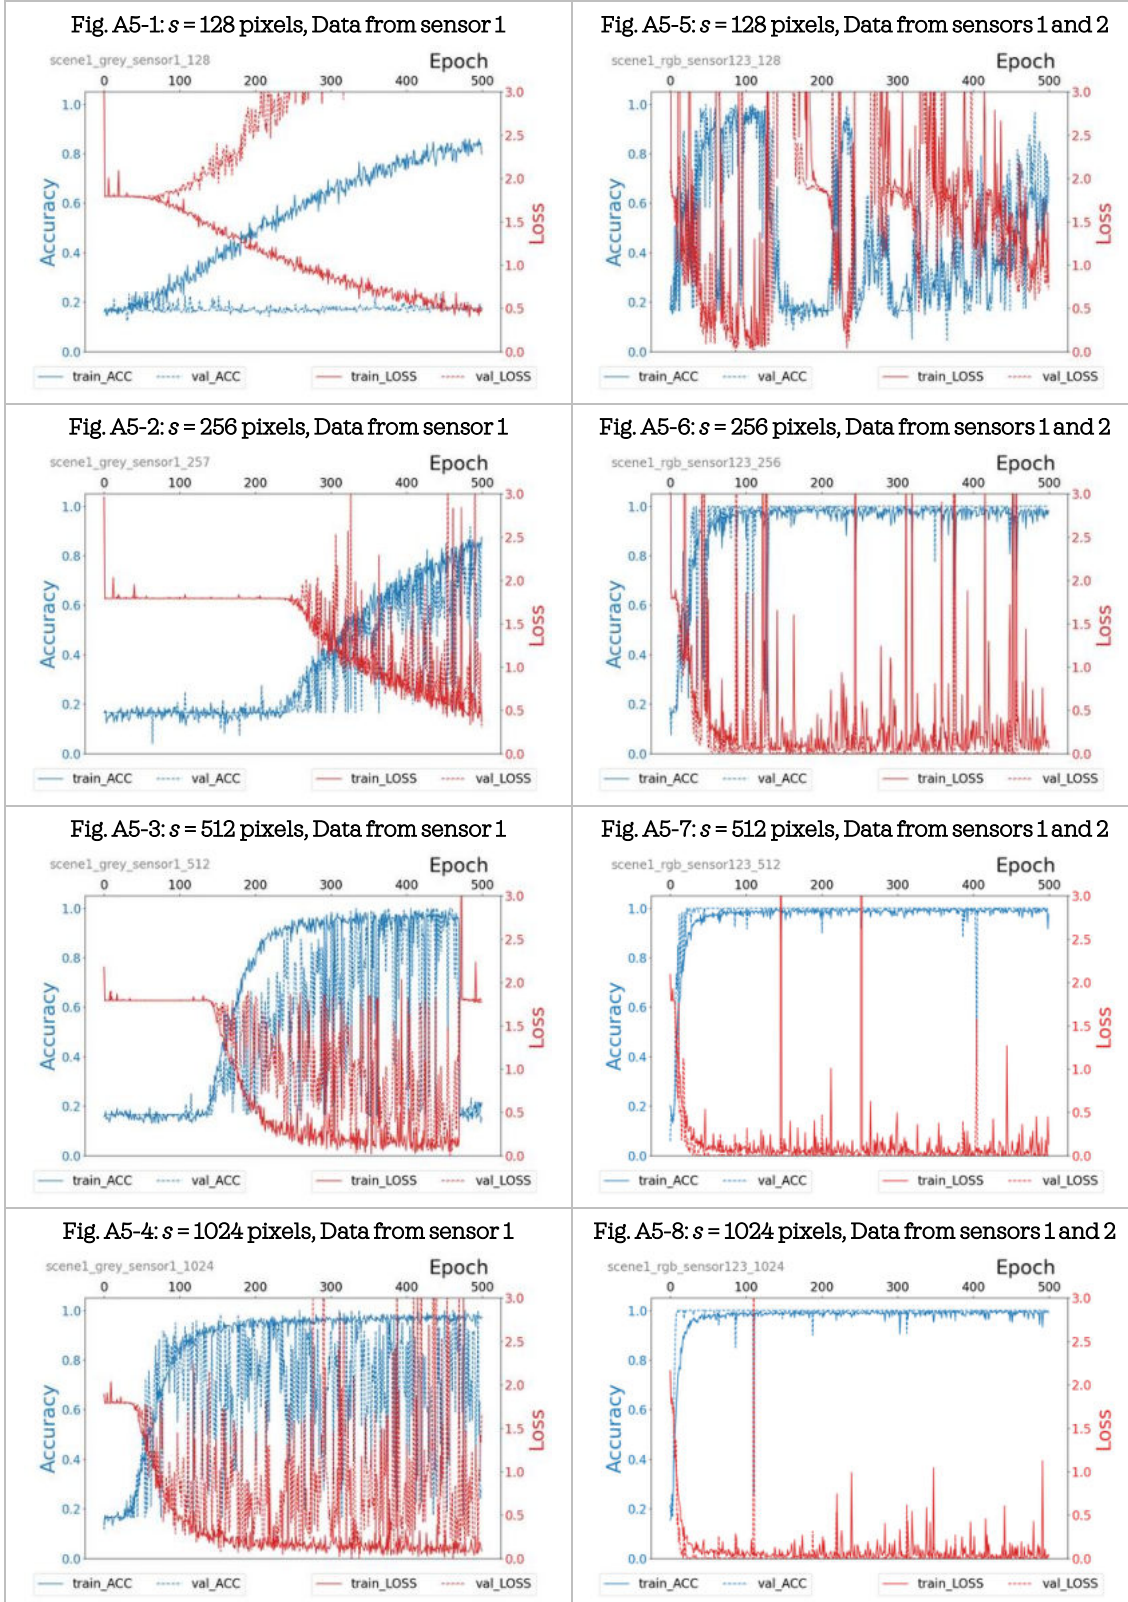 Fig. A5-1: s = 128 pixels, Data from sensor 1
scene1_grey_sensor1_128
Epoch
0 100 200 300 400 500
1.0 0.8 0.6 0.4 0.2 0.0
Accuracy
3.0 2.5 2.0 1.5 1.0 0.5 0.0
Loss
train_ACC val_ACC train_LOSS val_LOSS
Fig. A5-5: s = 128 pixels, Data from sensors 1 and 2
scene1_rgb_sensor123_128
Epoch
0 100 200 300 400 500
1.0 0.8 0.6 0.4 0.2 0.0
Accuracy
3.0 2.5 2.0 1.5 1.0 0.5 0.0
Loss
train_ACC val_ACC train_LOSS val_LOSS
Fig. A5-2: s = 256 pixels, Data from sensor 1
scene1_grey_sensor1_257
Epoch
0 100 200 300 400 500
1.0 0.8 0.6 0.4 0.2 0.0
Accuracy
3.0 2.5 2.0 1.5 1.0 0.5 0.0
Loss
train_ACC val_ACC train_LOSS val_LOSS
Fig. A5-6: s = 256 pixels, Data from sensors 1 and 2
scene1_rgb_sensor123_256
Epoch
0 100 200 300 400 500
1.0 0.8 0.6 0.4 0.2 0.0
Accuracy
3.0 2.5 2.0 1.5 1.0 0.5 0.0
Loss
train_ACC val_ACC train_LOSS val_LOSS
Fig. A5-3: s = 512 pixels, Data from sensor 1
scene1_grey_sensor1_512
Epoch
0 100 200 300 400 500
1.0 0.8 0.6 0.4 0.2 0.0
Accuracy
3.0 2.5 2.0 1.5 1.0 0.5 0.0
Loss
train_ACC val_ACC train_LOSS val_LOSS
Fig. A5-7: s = 512 pixels, Data from sensors 1 and 2
scene1_rgb_sensor123_512
Epoch
0 100 200 300 400 500
1.0 0.8 0.6 0.4 0.2 0.0
Accuracy
3.0 2.5 2.0 1.5 1.0 0.5 0.0
Loss
train_ACC val_ACC train_LOSS val_LOSS
Fig. A5-4: s = 1024 pixels, Data from sensor 1
scene1_grey_sensor1_1024
Epoch
0 100 200 300 400 500
1.0 0.8 0.6 0.4 0.2 0.0
Accuracy
3.0 2.5 2.0 1.5 1.0 0.5 0.0
Loss
train_ACC val_ACC train_LOSS val_LOSS
Fig. A5-8: s = 1024 pixels, Data from sensors 1 and 2
scene1_rgb_sensor123_1024
Epoch
0 100 200 300 400 500
1.0 0.8 0.6 0.4 0.2 0.0
Accuracy
3.0 2.5 2.0 1.5 1.0 0.5 0.0
Loss
train_ACC val_ACC train_LOSS val_LOSS